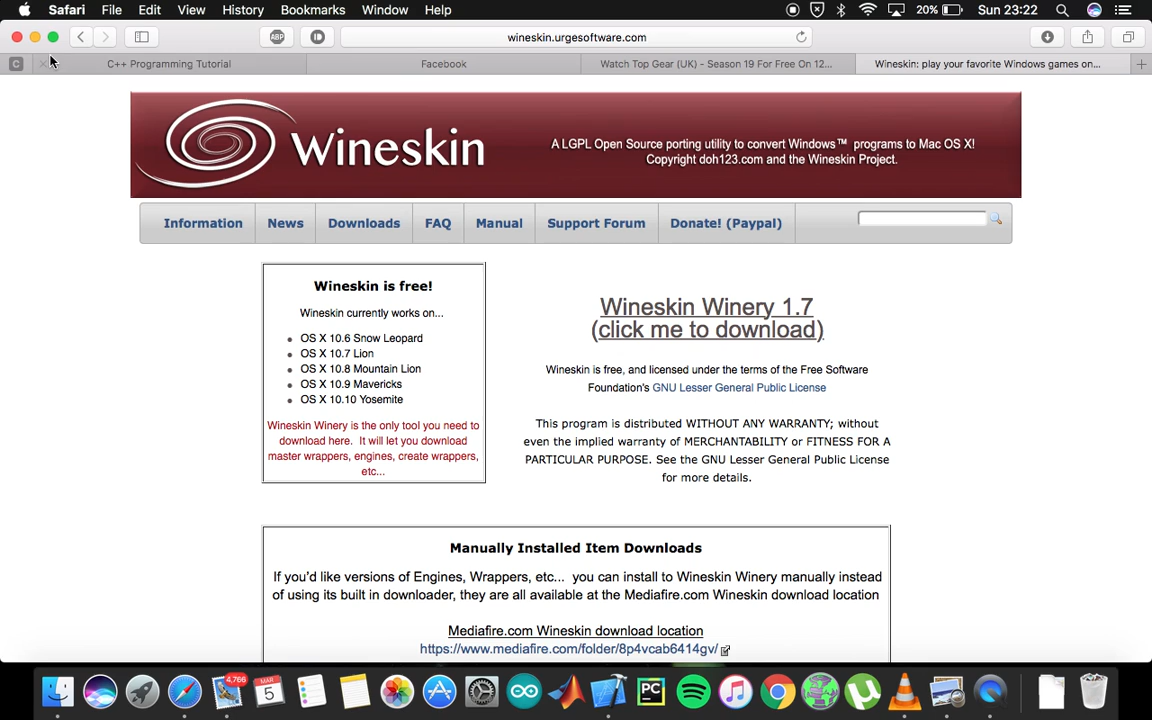 Safari File Edit View History Bookmarks Window Help 20% Sun 23:22
ABP wineskin.urgesoftware.com
C C++ Programming Tutorial Facebook Watch Top Gear (UK) - Season 19 For Free On 12... Wineskin: play your favorite Windows games on...
Wineskin
A LGPL Open Source porting utility to convert Windows™ programs to Mac OS X!
Copyright doh123.com and the Wineskin Project.
Information News Downloads FAQ Manual Support Forum Donate! (Paypal)
Wineskin is free!
Wineskin currently works on...
OS X 10.6 Snow Leopard
OS X 10.7 Lion
OS X 10.8 Mountain Lion
OS X 10.9 Mavericks
OS X 10.10 Yosemite
Wineskin Winery is the only tool you need to
download here. It will let you download
master wrappers, engines, create wrappers,
etc...
Wineskin Winery 1.7
(click me to download)
Wineskin is free, and licensed under the terms of the Free Software
Foundation's GNU Lesser General Public License
This program is distributed WITHOUT ANY WARRANTY; without
even the implied warranty of MERCHANTABILITY or FITNESS FOR A
PARTICULAR PURPOSE. See the GNU Lesser General Public License
for more details.
Manually Installed Item Downloads
If you'd like versions of Engines, Wrappers, etc... you can install to Wineskin Winery manually instead
of using its built in downloader, they are all available at the Mediafire.com Wineskin download location
Mediafire.com Wineskin download location
https://www.mediafire.com/folder/8p4vcab6414gv/
4,766
MAR
5
PC